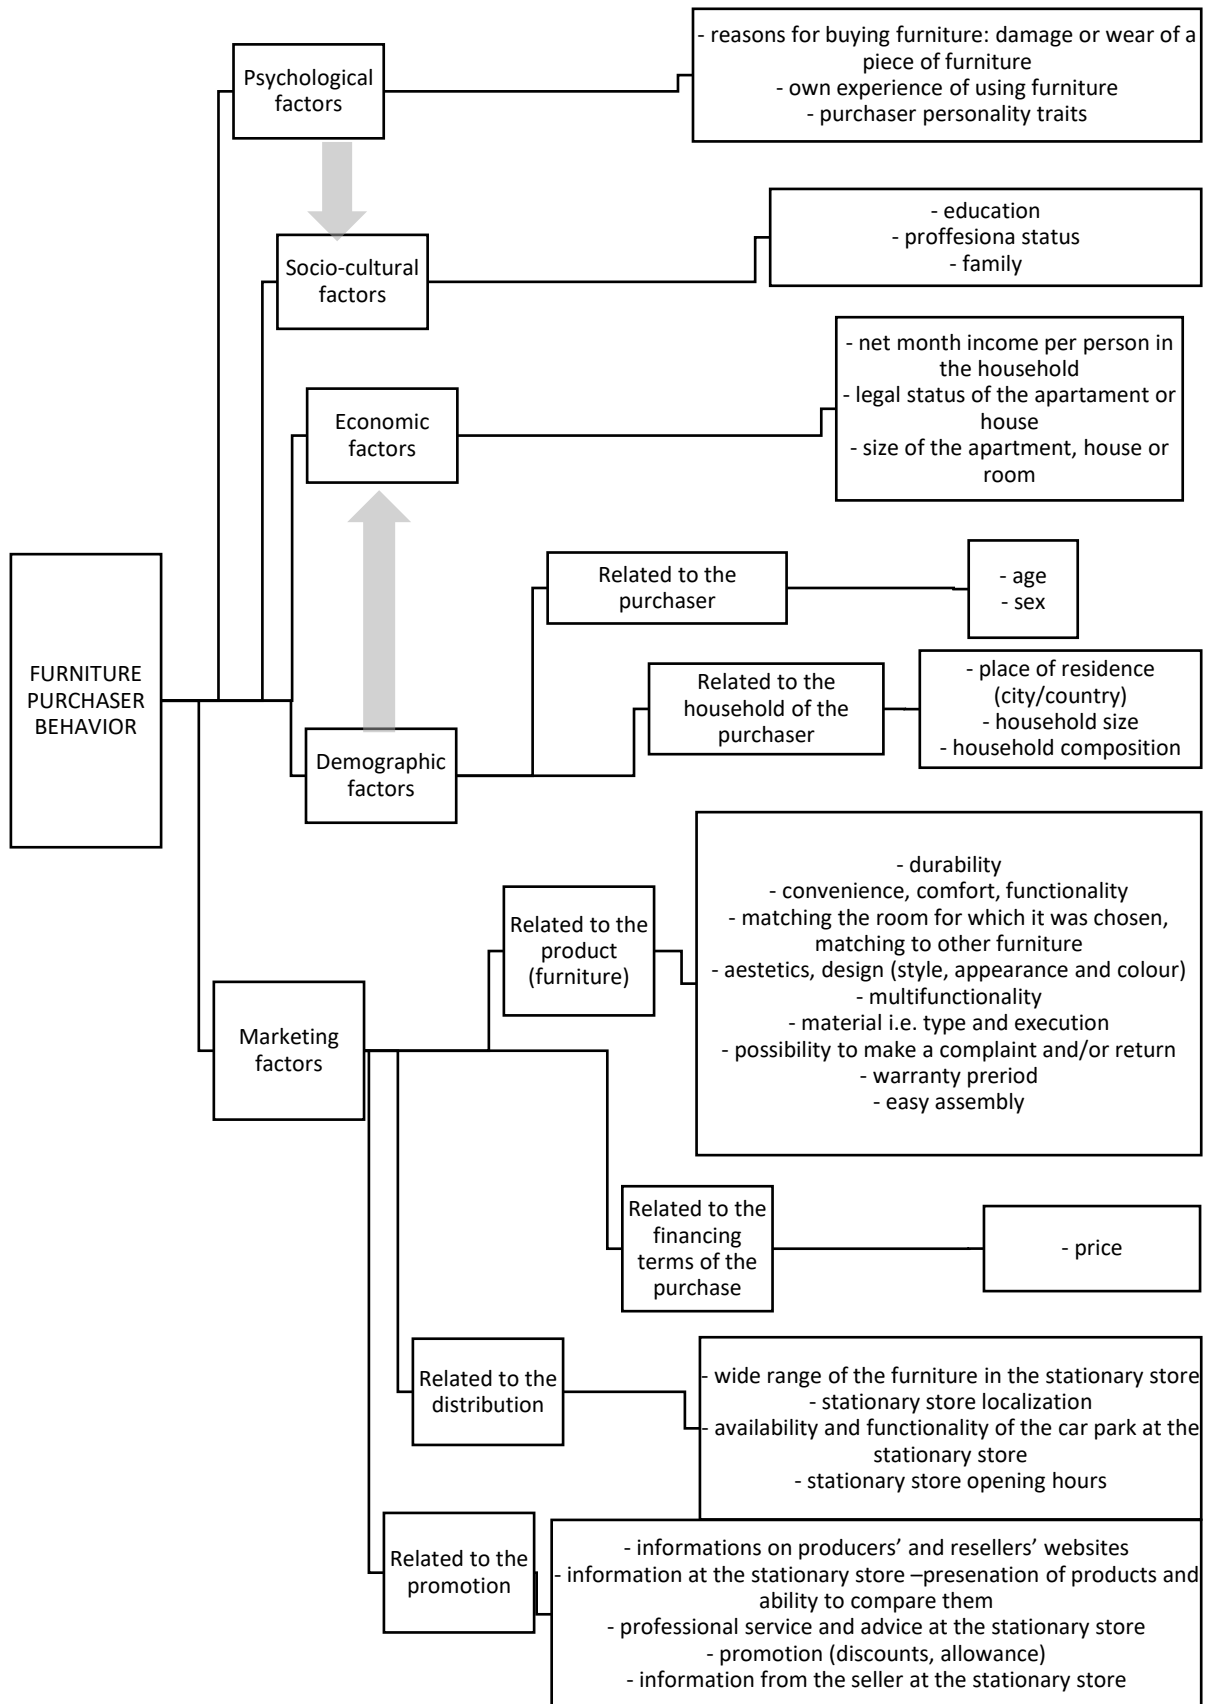 - reasons for buying furniture: damage or wear of a
piece of furniture
- own experience of using furniture
- purchaser personality traits
Psychological
factors
- education
- proffesiona status
- family
Socio-cultural
factors
- net month income per person in
the household
- legal status of the apartament or
house
- size of the apartment, house or
room
Economic
factors
Related to the
purchaser
- age
- sex
FURNITURE
PURCHASER
BEHAVIOR
Related to the
household of the
purchaser
- place of residence
(city/country)
- household size
- household composition
Demographic
factors
- durability
- convenience, comfort, functionality
- matching the room for which it was chosen,
matching to other furniture
- aestetics, design (style, appearance and colour)
- multifunctionality
- material i.e. type and execution
- possibility to make a complaint and/or return
- warranty preriod
- easy assembly
Related to the
product
(furniture)
Marketing
factors
Related to the
financing
terms of the
purchase
- price
Related to the
distribution
- wide range of the furniture in the stationary store
- stationary store localization
- availability and functionality of the car park at the
stationary store
- stationary store opening hours
Related to the
promotion
- informations on producers’ and resellers’ websites
- information at the stationary store –presenation of products and
ability to compare them
- professional service and advice at the stationary store
- promotion (discounts, allowance)
- information from the seller at the stationary store